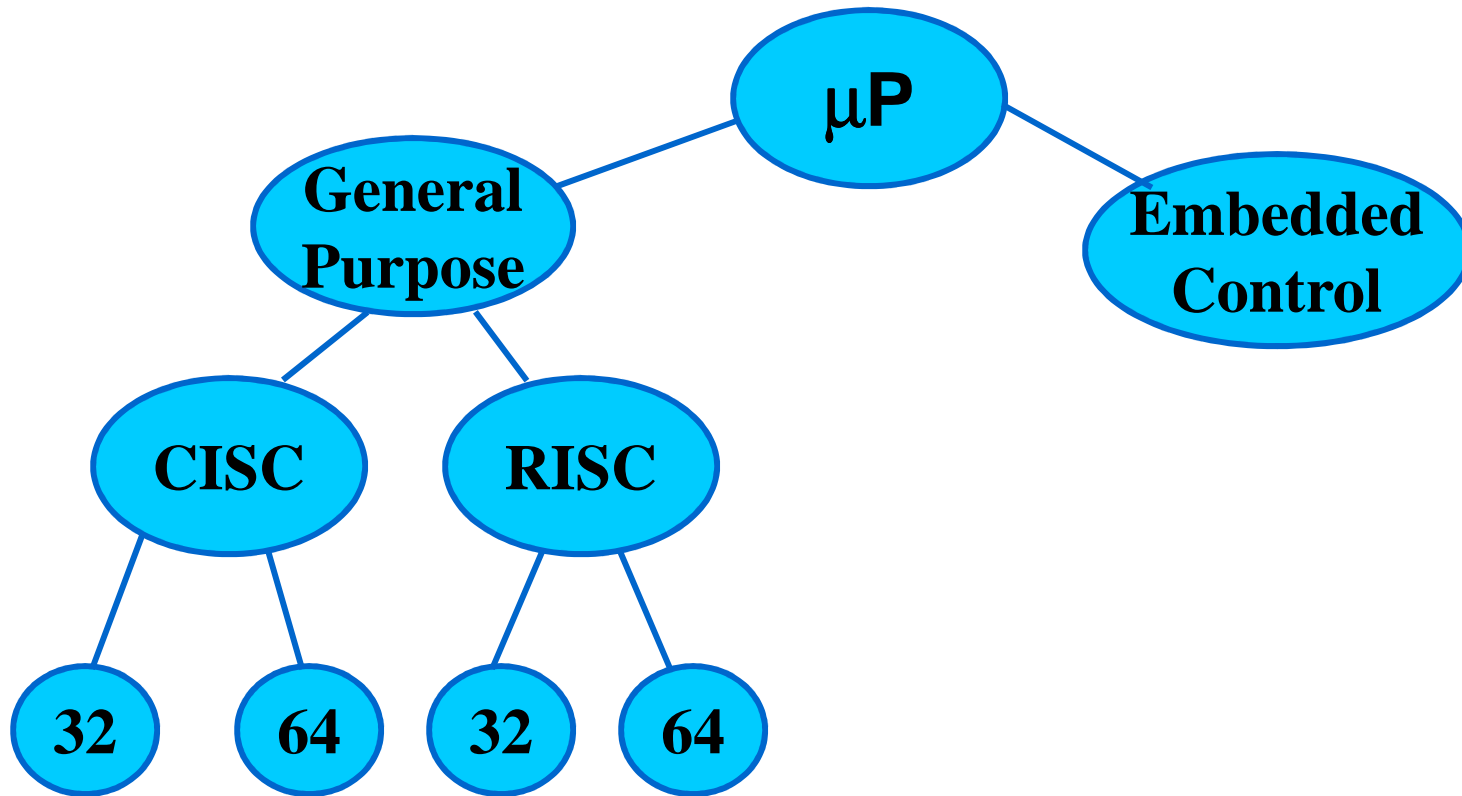 μP
General
Purpose
Embedded
Control
CISC
RISC
32
64
32
64